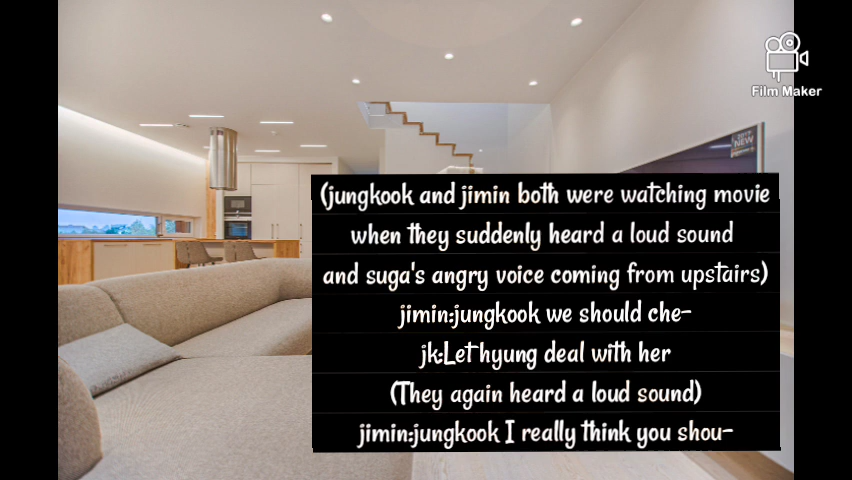 Film Maker
NEW
(jungkook and jimin both were watching movie
when they suddenly heard a loud sound
and suga's angry voice coming from upstairs)
jimin:jungkook we should che-
jk:Let hyung deal with her
(They again heard a loud sound)
jimin:jungkook I really think you shou-